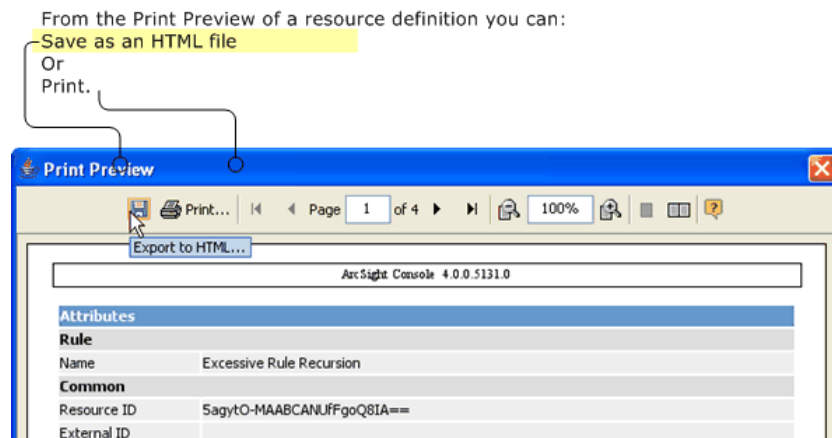 From the Print Preview of a resource definition you can:
Save as an HTML file
Or
Print.
Print Preview
Print... Page 1 of 4 100% ?
Export to HTML...
ArcSight Console 4.0.0.5131.0
Attributes
Rule
Name Excessive Rule Recursion
Common
Resource ID 5agytO-MAABCANUfFgoQ8IA==
External ID